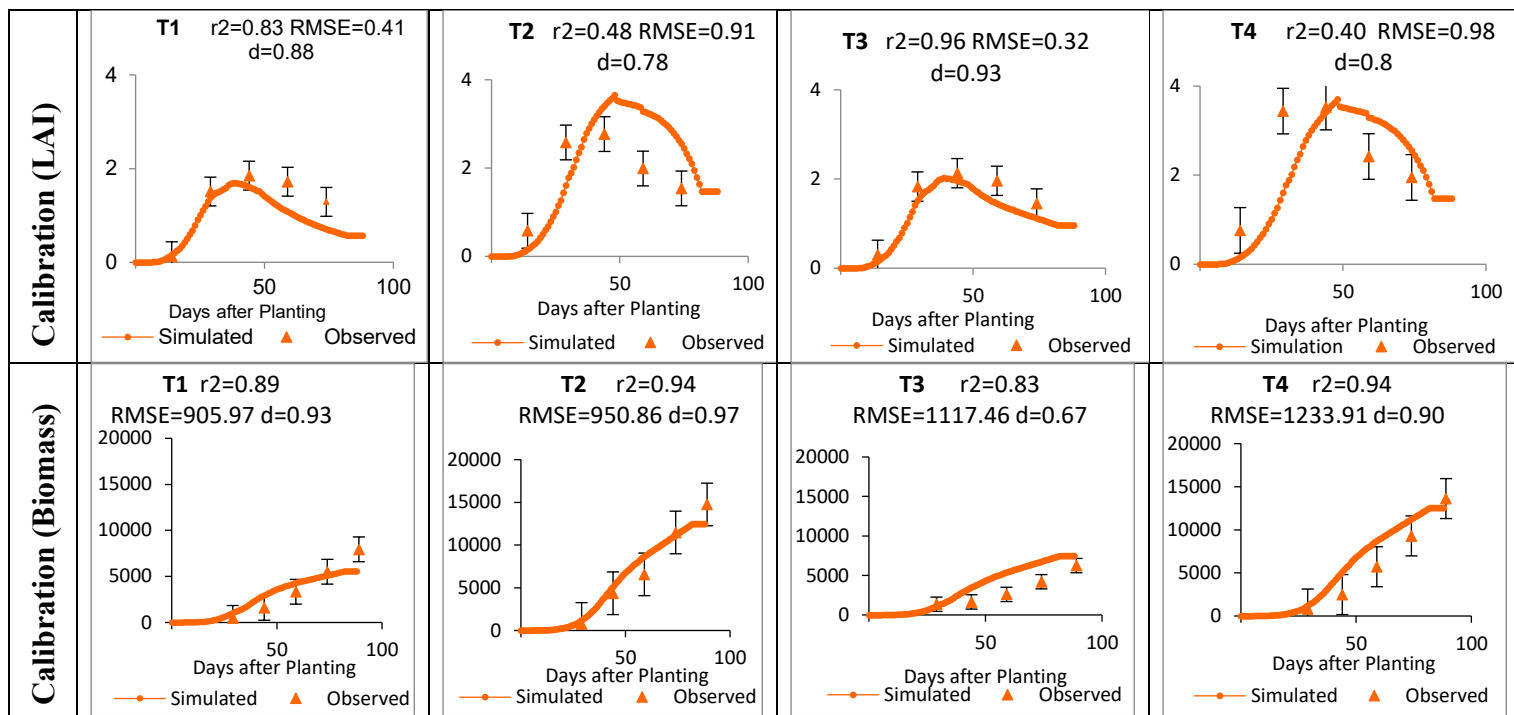 Calibration (LAI)
T1 r2=0.83 RMSE=0.41
d=0.88
4
2
0
50
100
Days after Planting
Simulated Observed
T2 r2=0.48 RMSE=0.91
d=0.78
4
2
0
50
100
Days after Planting
Simulated Observed
T3 r2=0.96 RMSE=0.32
d=0.93
4
2
0
50
100
Days after Planting
Simulated Observed
T4 r2=0.40 RMSE=0.98
d=0.8
4
2
0
50
100
Days after Planting
Simulation Observed
Calibration (Biomass)
T1 r2=0.89
RMSE=905.97 d=0.93
20000
15000
10000
5000
0
50
100
Days after Planting
Simulated Observed
T2 r2=0.94
RMSE=950.86 d=0.97
20000
15000
10000
5000
0
50
100
Days after Planting
Simulated Observed
T3 r2=0.83
RMSE=1117.46 d=0.67
20000
15000
10000
5000
0
50
100
Days after Planting
Simulated Observed
T4 r2=0.94
RMSE=1233.91 d=0.90
20000
15000
10000
5000
0
50
100
Days after Planting
Simulated Observed